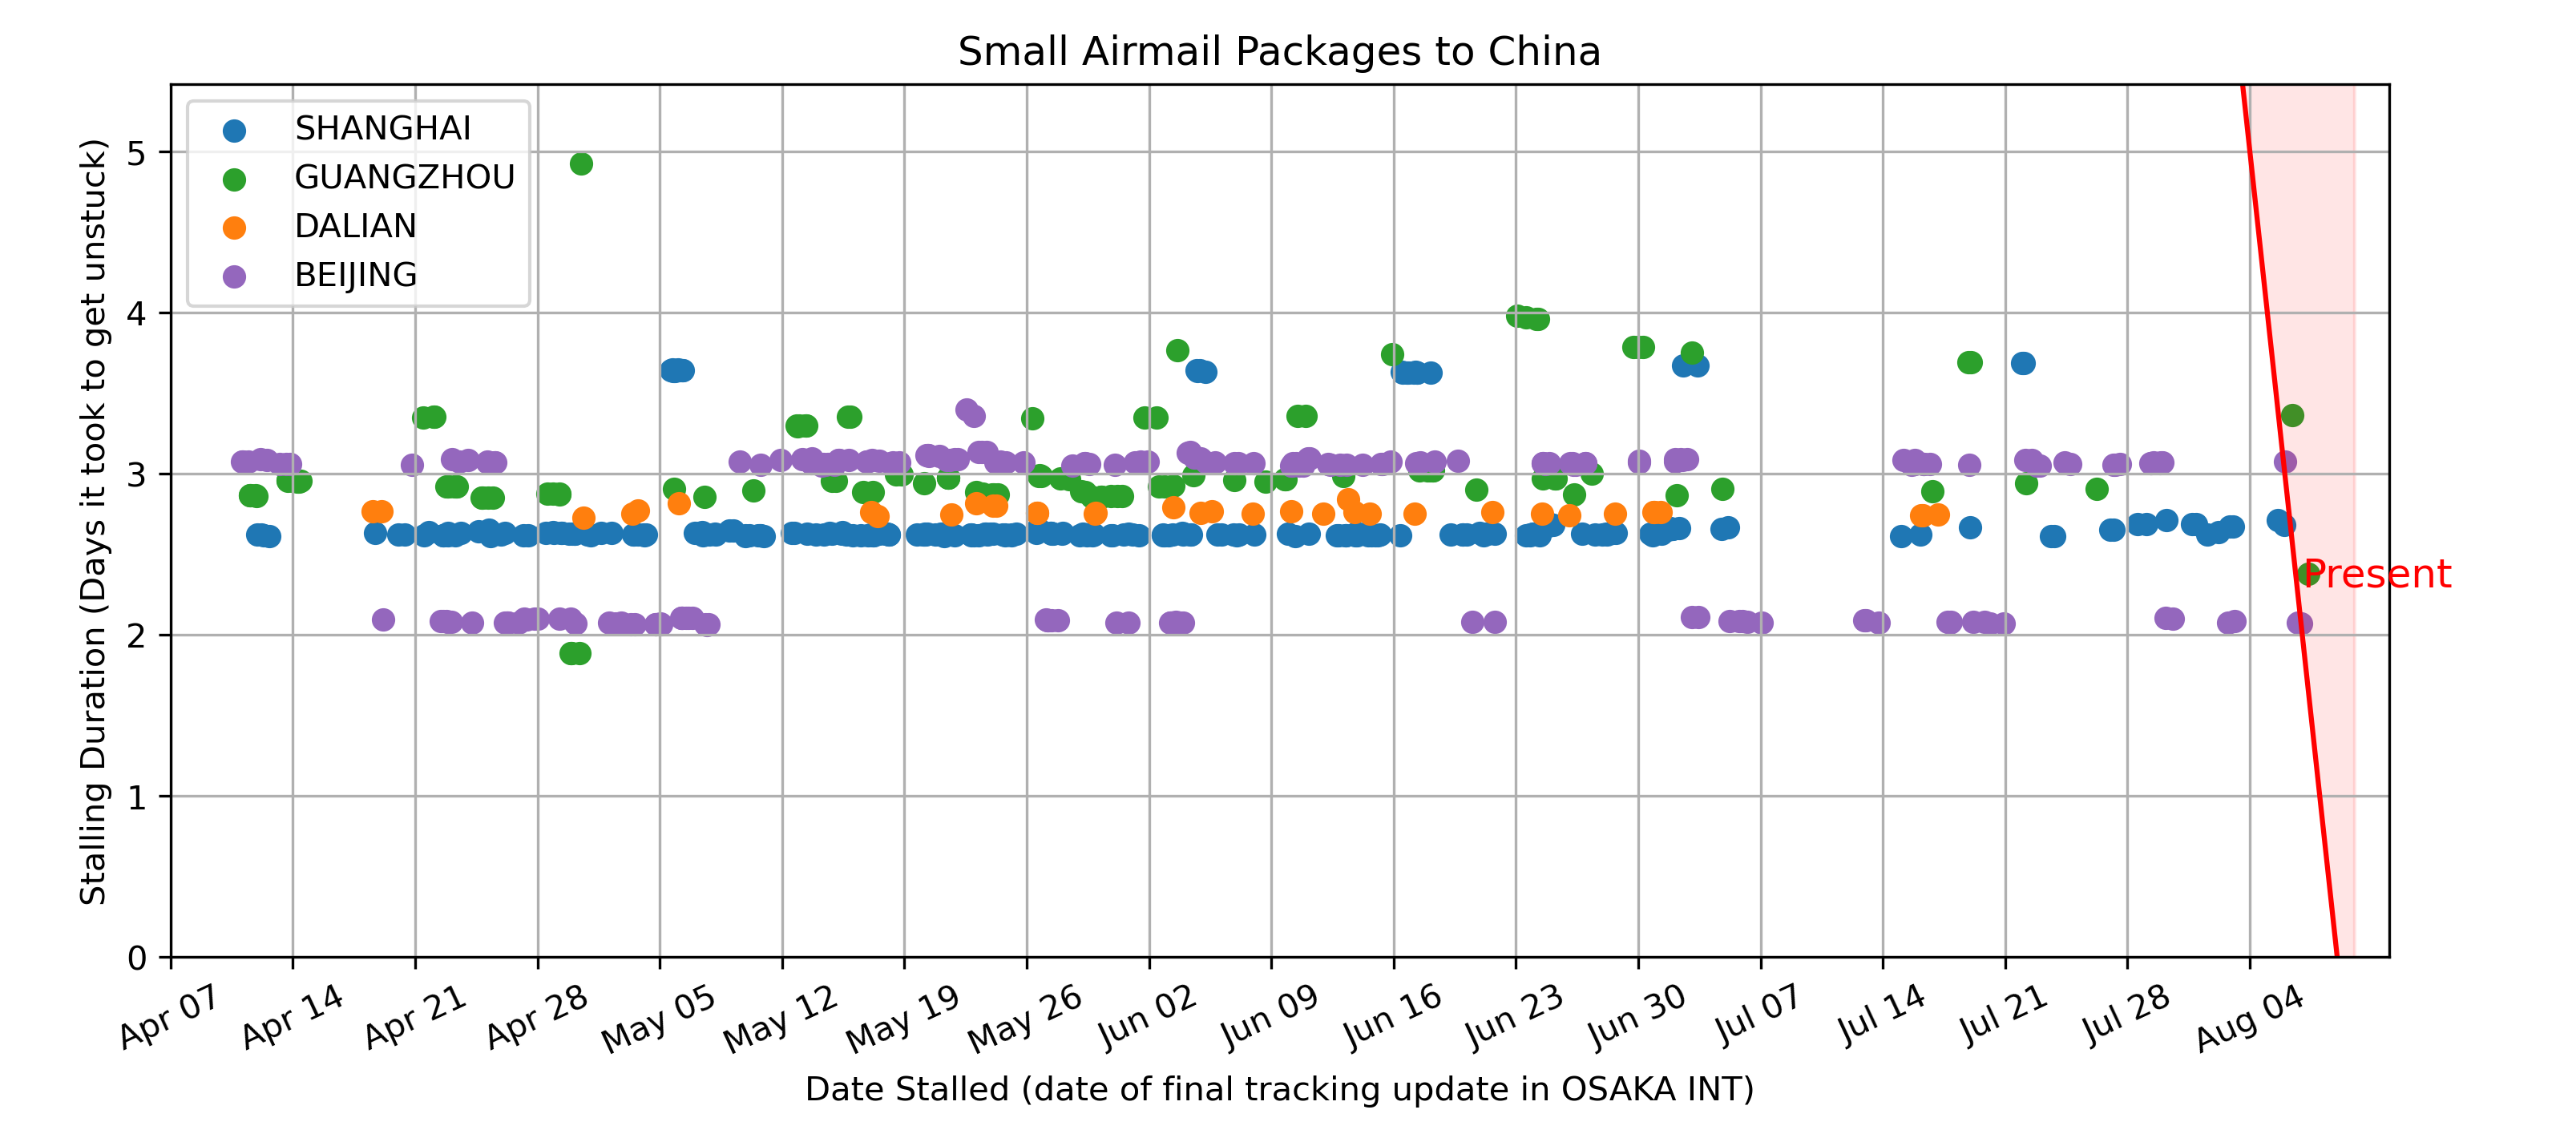 Small Airmail Packages to China
Stalling Duration (Days it took to get unstuck)
5
4
3
2
1
0
SHANGHAI
GUANGZHOU
DALIAN
BEIJING
Present
Apr 07
Apr 14
Apr 21
Apr 28
May 05
May 12
May 19
May 26
Jun 02
Jun 09
Jun 16
Jun 23
Jun 30
Jul 07
Jul 14
Jul 21
Jul 28
Aug 04
Date Stalled (date of final tracking update in OSAKA INT)